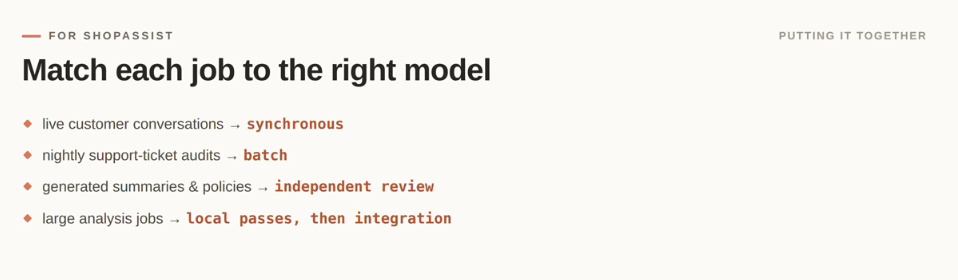 FOR SHOPASSIST
PUTTING IT TOGETHER
Match each job to the right model
live customer conversations → synchronous
nightly support-ticket audits → batch
generated summaries & policies → independent review
large analysis jobs → local passes, then integration